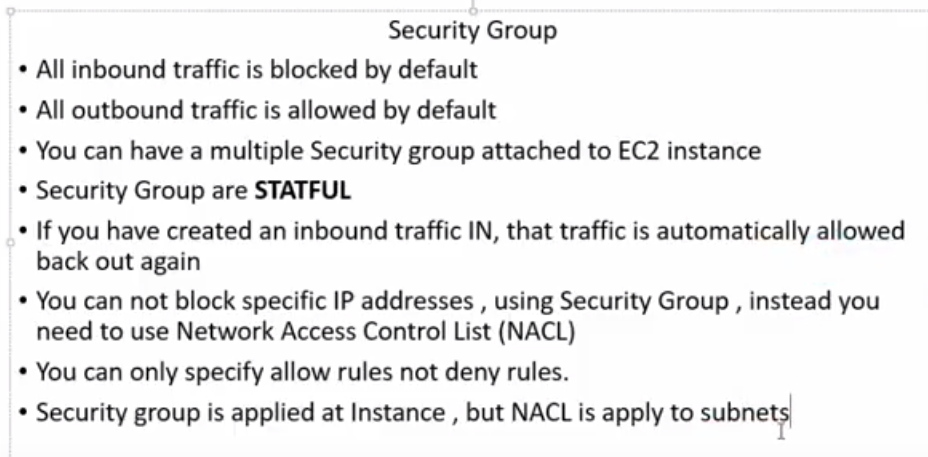 Security Group
• All inbound traffic is blocked by default
• All outbound traffic is allowed by default
• You can have a multiple Security group attached to EC2 instance
• Security Group are STATFUL
• If you have created an inbound traffic IN, that traffic is automatically allowed
back out again
• You can not block specific IP addresses , using Security Group , instead you
need to use Network Access Control List (NACL)
• You can only specify allow rules not deny rules.
• Security group is applied at Instance , but NACL is apply to subnets